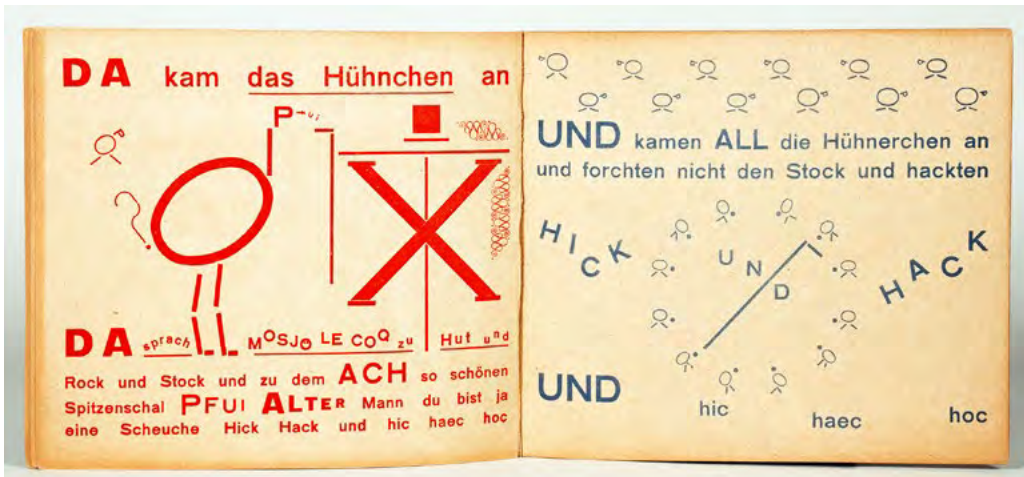 DA kam das Hühnchen an
P-ui
DA sprach MOSJO LE COQ zu Hut und
Rock und Stock und zu dem ACH so schönen
Spitzenschal PFUI ALTER Mann du bist ja
eine Scheuche Hick Hack und hic haec hoc
UND kamen ALL die Hühnerchen an
und forchten nicht den Stock und hackten
HICK
UND
HACK
UND
hic
haec
hoc